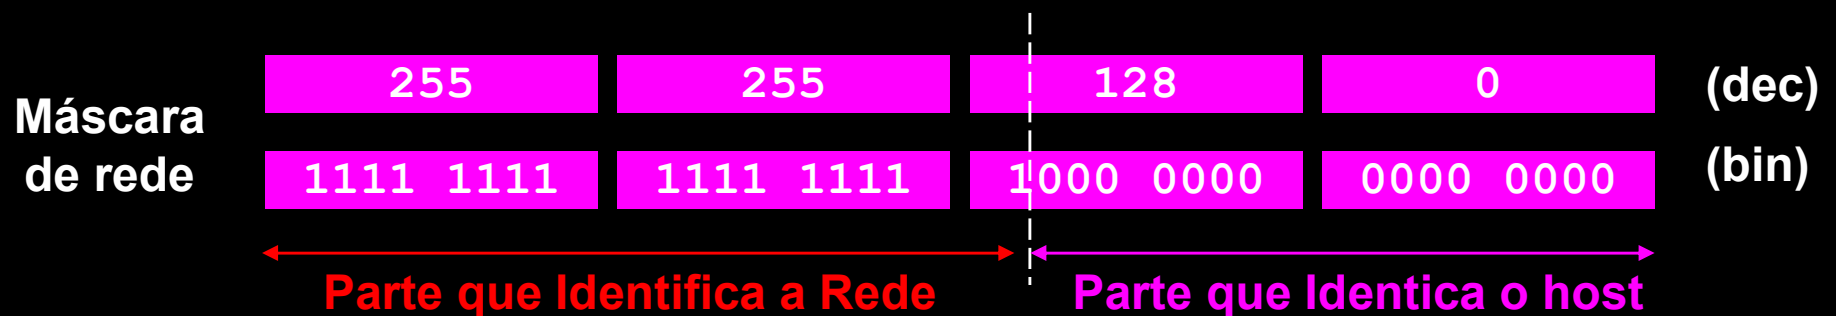 Máscara
de rede
255 255 128 0 (dec)
1111 1111 1111 1111 1000 0000 0000 0000 (bin)
Parte que Identifica a Rede Parte que Identica o host